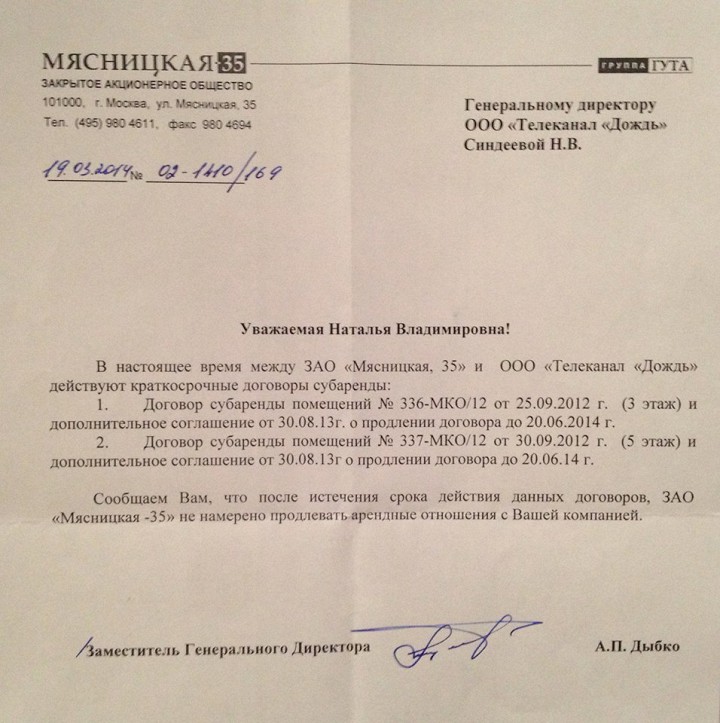 МЯСНИЦКАЯ-35
ГРУППА ГУТА
ЗАКРЫТОЕ АКЦИОНЕРНОЕ ОБЩЕСТВО
101000, г. Москва, ул. Мясницкая, 35
Тел. (495) 980 4611, факс 980 4694
Генеральному директору
ООО «Телеканал «Дождь»
Синдеевой Н.В.
19.03.2014 № 02-1410/169
Уважаемая Наталья Владимировна!
В настоящее время между ЗАО «Мясницкая, 35» и ООО «Телеканал «Дождь»
действуют краткосрочные договоры субаренды:
1. Договор субаренды помещений № 336-МКО/12 от 25.09.2012 г. (3 этаж) и
дополнительное соглашение от 30.08.13г. о продлении договора до 20.06.2014 г.
2. Договор субаренды помещений № 337-МКО/12 от 30.09.2012 г. (5 этаж) и
дополнительное соглашение от 30.08.13г о продлении договора до 20.06.14 г.
Сообщаем Вам, что после истечения срока действия данных договоров, ЗАО
«Мясницкая -35» не намерено продлевать арендные отношения с Вашей компанией.
/Заместитель Генерального Директора
А.П. Дыбко